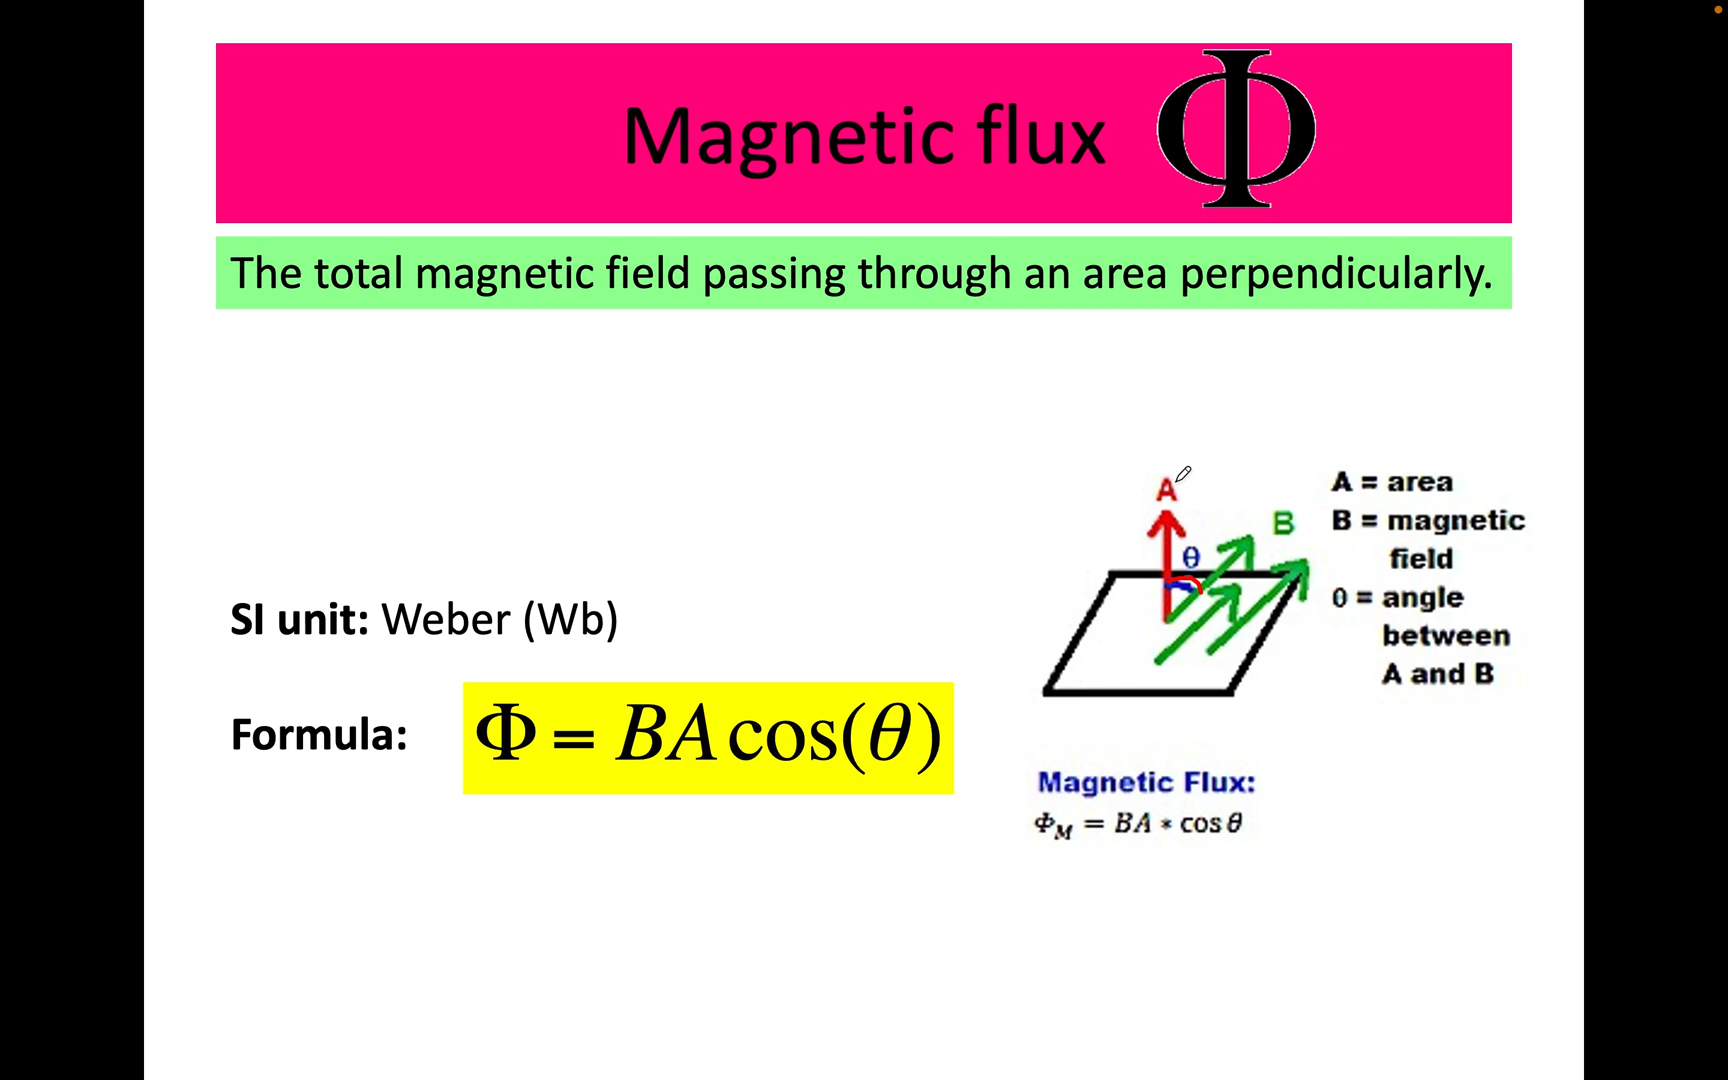 Magnetic flux Φ
The total magnetic field passing through an area perpendicularly.
SI unit: Weber (Wb)
Formula: Φ = BA cos(θ)
A
B
θ
A = area
B = magnetic
field
θ = angle
between
A and B
Magnetic Flux:
Φ_M = BA * cos θ